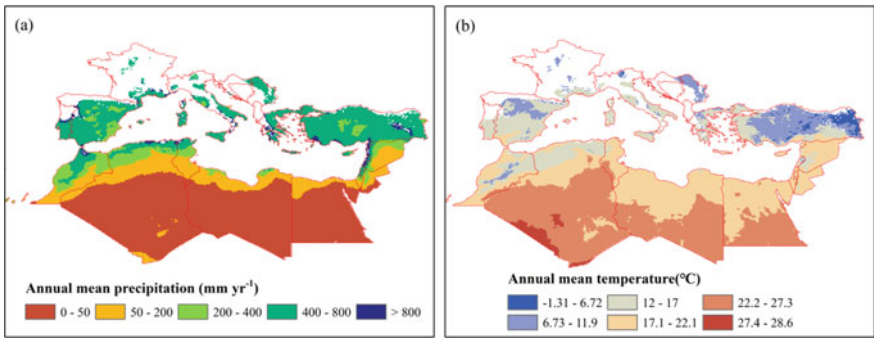 (a)
Annual mean precipitation (mm yr⁻¹)
0 - 50
50 - 200
200 - 400
400 - 800
> 800
(b)
Annual mean temperature(°C)
-1.31 - 6.72
12 - 17
22.2 - 27.3
6.73 - 11.9
17.1 - 22.1
27.4 - 28.6